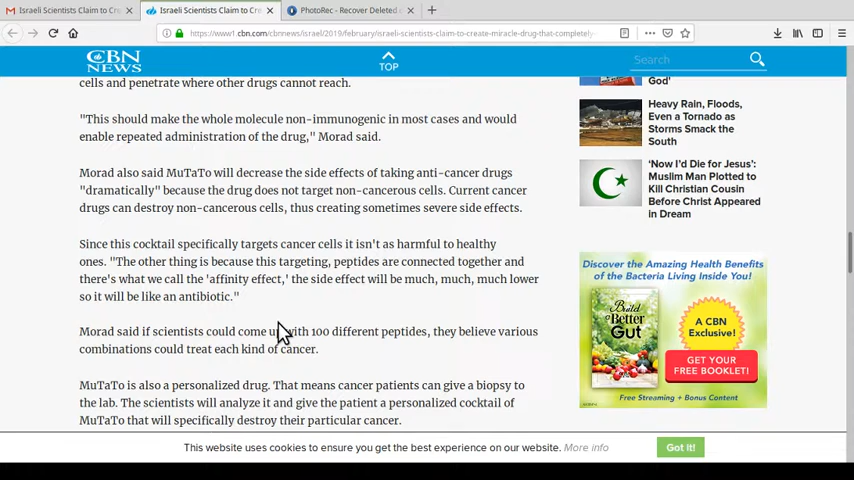 Israeli Scientists Claim to Cre
Israeli Scientists Claim to Cre
PhotoRec - Recover Deleted
https://www1.cbn.com/cbnnews/israel/2019/february/israeli-scientists-claim-to-create-miracle-drug-that-completely-
CBN
NEWS
TOP
Search
cells and penetrate where other drugs cannot reach.
"This should make the whole molecule non-immunogenic in most cases and would
enable repeated administration of the drug," Morad said.
Morad also said MuTaTo will decrease the side effects of taking anti-cancer drugs
"dramatically" because the drug does not target non-cancerous cells. Current cancer
drugs can destroy non-cancerous cells, thus creating sometimes severe side effects.
Since this cocktail specifically targets cancer cells it isn't as harmful to healthy
ones. "The other thing is because this targeting, peptides are connected together and
there's what we call the 'affinity effect,' the side effect will be much, much, much lower
so it will be like an antibiotic."
Morad said if scientists could come up with 100 different peptides, they believe various
combinations could treat each kind of cancer.
MuTaTo is also a personalized drug. That means cancer patients can give a biopsy to
the lab. The scientists will analyze it and give the patient a personalized cocktail of
MuTaTo that will specifically destroy their particular cancer.
God'
Heavy Rain, Floods,
Even a Tornado as
Storms Smack the
South
‘Now I’d Die for Jesus’:
Muslim Man Plotted to
Kill Christian Cousin
Before Christ Appeared
in Dream
Discover the Amazing Health Benefits
of the Bacteria Living Inside You!
Build a
Better
Gut
A CBN
Exclusive!
GET YOUR
FREE BOOKLET!
Free Streaming + Bonus Content
This website uses cookies to ensure you get the best experience on our website. More info
Got it!